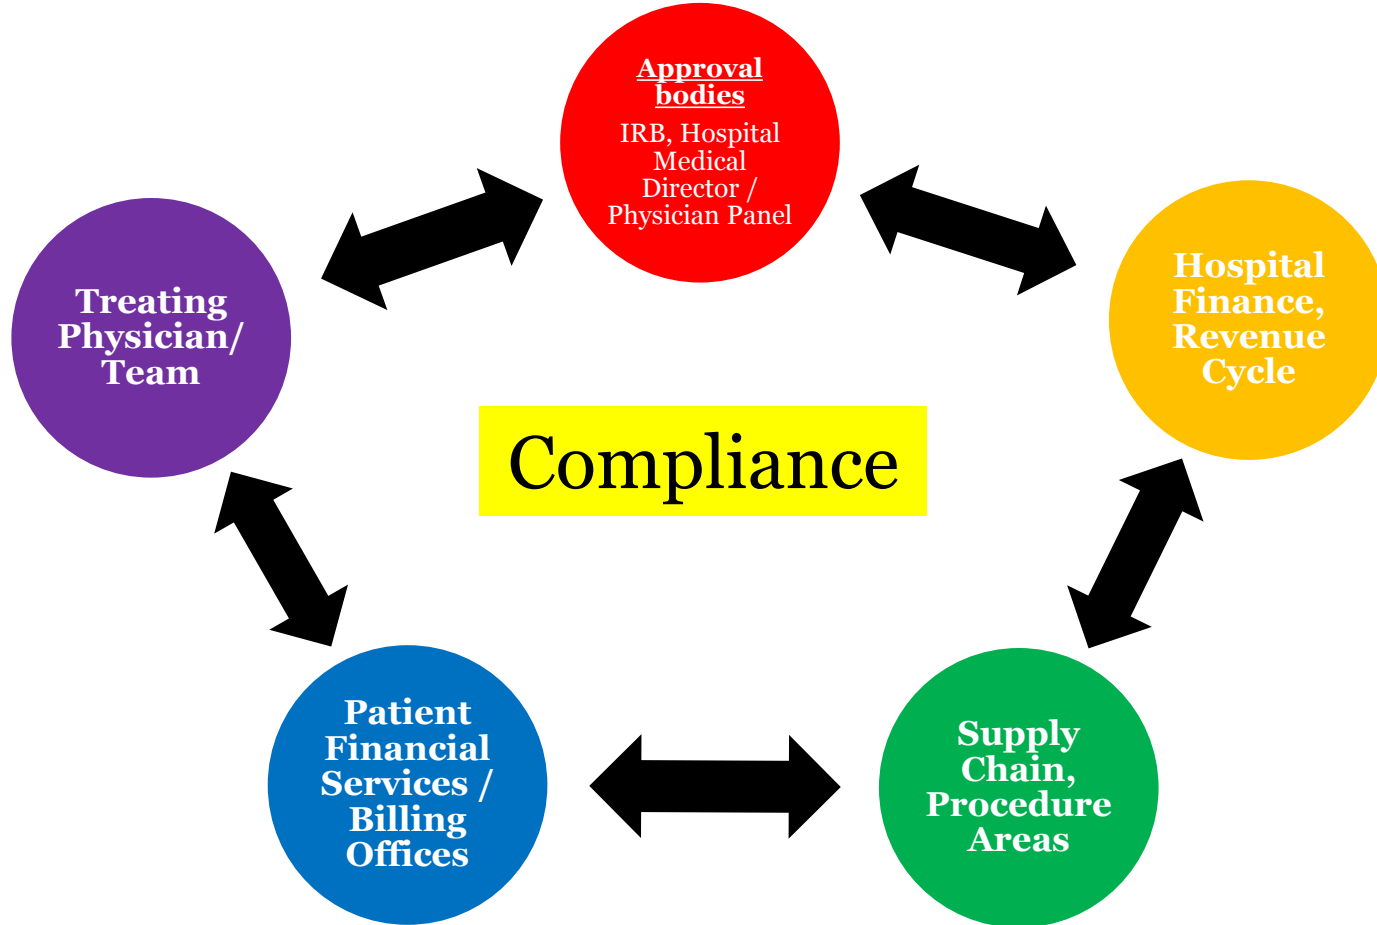 Approval
bodies
IRB, Hospital
Medical
Director /
Physician Panel
Treating
Physician/
Team
Hospital
Finance,
Revenue
Cycle
Compliance
Patient
Financial
Services /
Billing
Offices
Supply
Chain,
Procedure
Areas